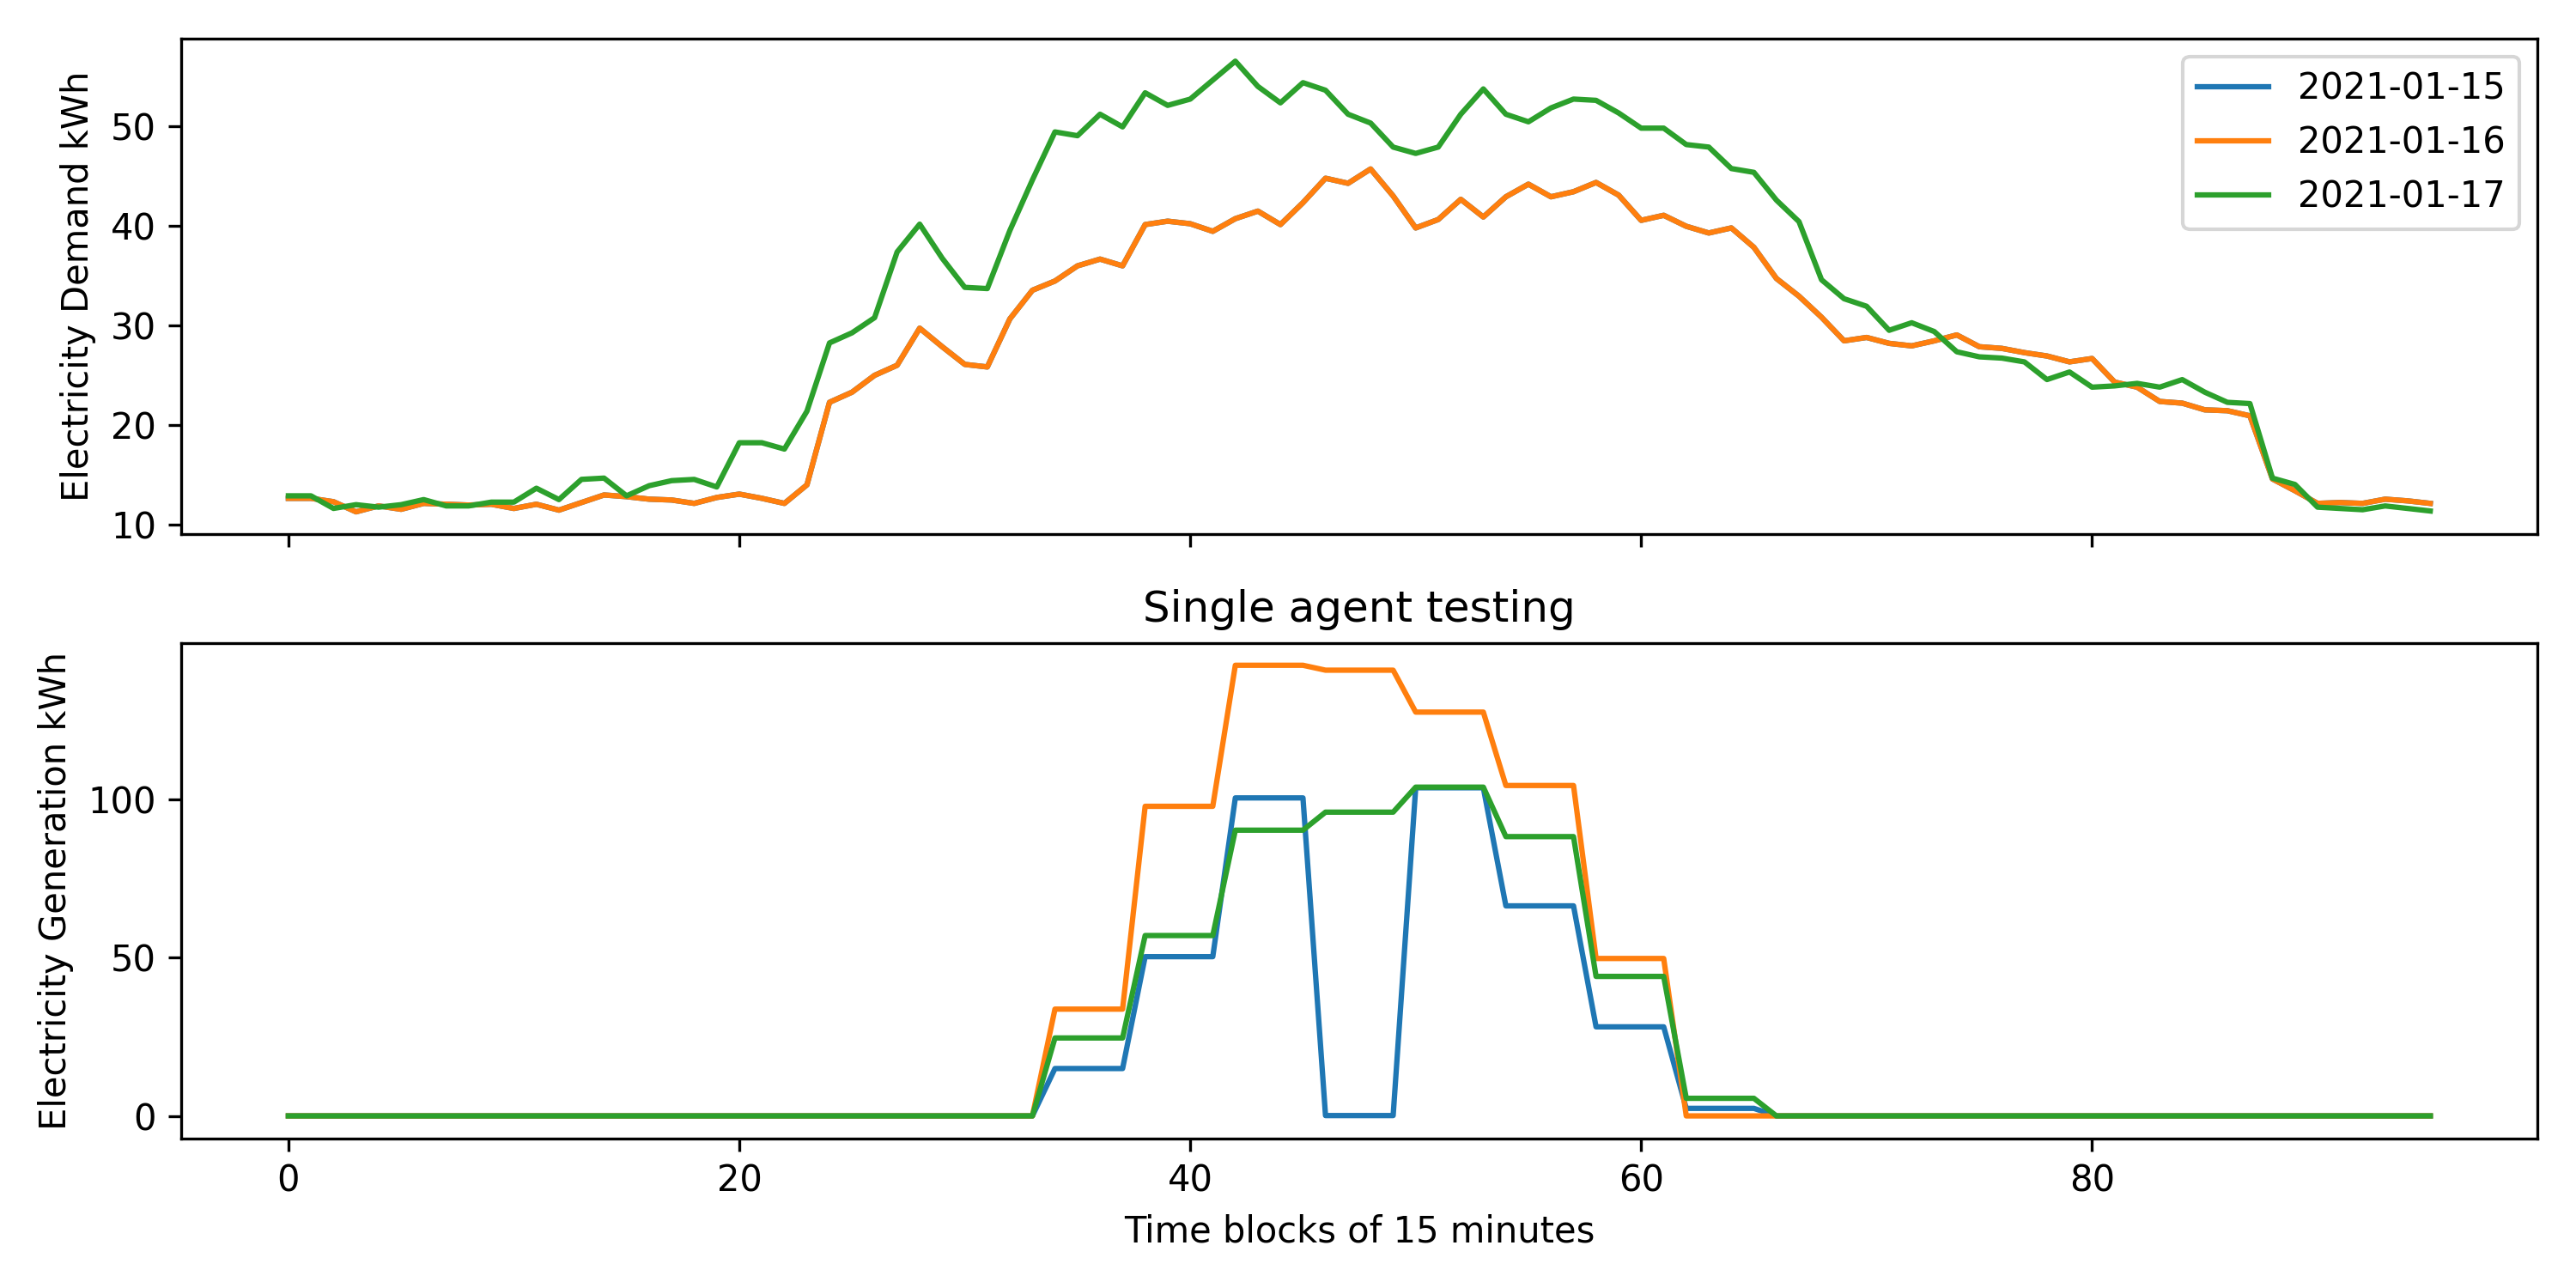 Electricity Demand kWh
50
40
30
20
10
2021-01-15
2021-01-16
2021-01-17
Single agent testing
Electricity Generation kWh
100
50
0
0 20 40 60 80
Time blocks of 15 minutes